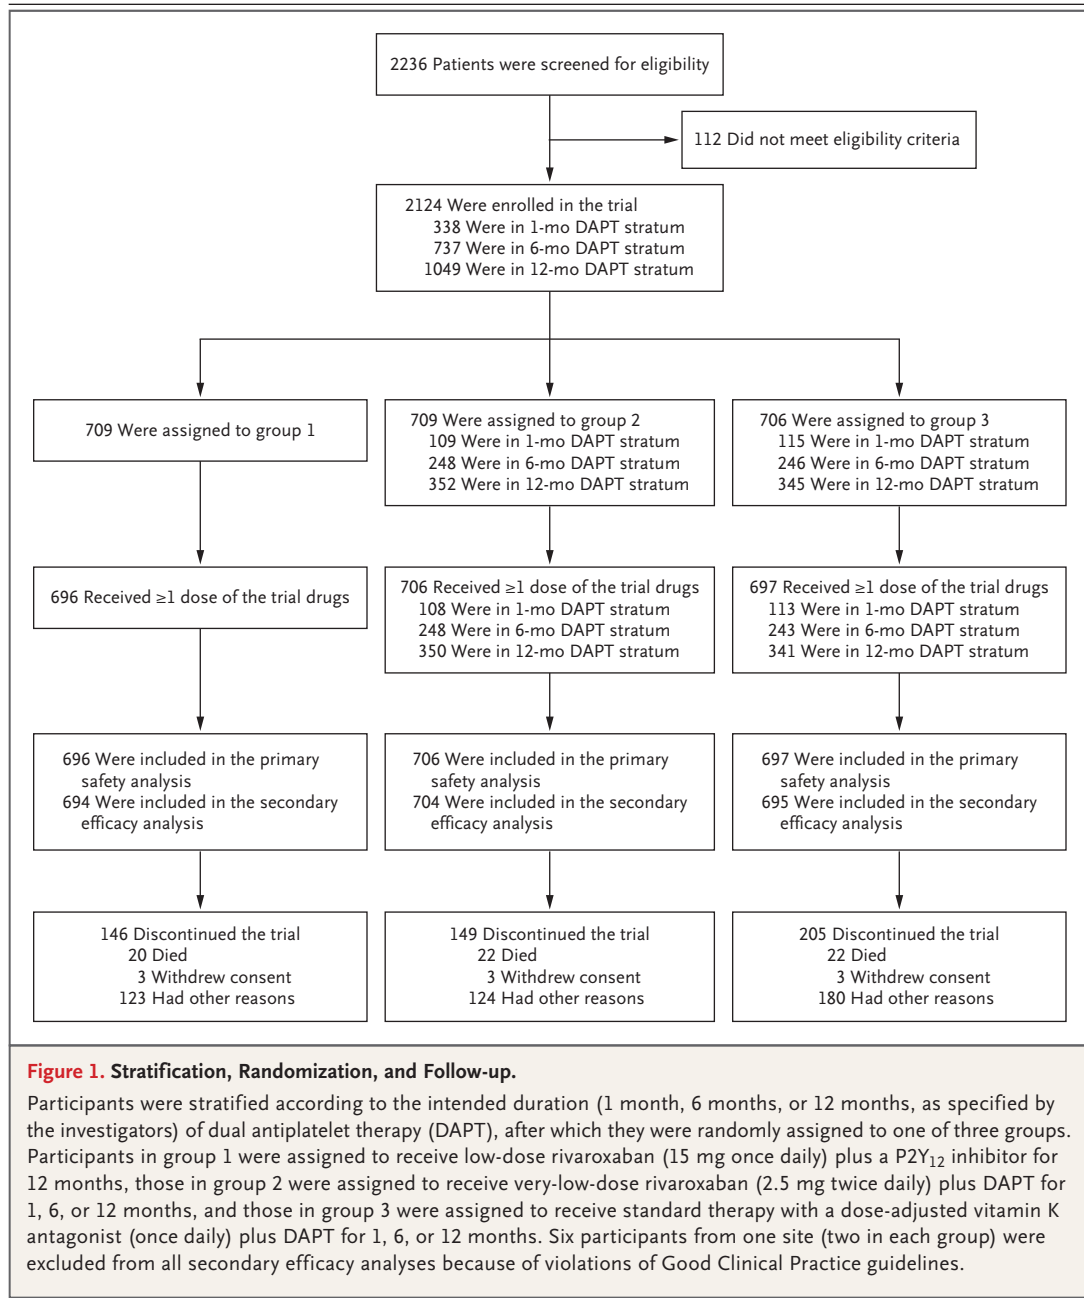 2236 Patients were screened for eligibility
112 Did not meet eligibility criteria
2124 Were enrolled in the trial
338 Were in 1-mo DAPT stratum
737 Were in 6-mo DAPT stratum
1049 Were in 12-mo DAPT stratum
709 Were assigned to group 1
709 Were assigned to group 2
109 Were in 1-mo DAPT stratum
248 Were in 6-mo DAPT stratum
352 Were in 12-mo DAPT stratum
706 Were assigned to group 3
115 Were in 1-mo DAPT stratum
246 Were in 6-mo DAPT stratum
345 Were in 12-mo DAPT stratum
696 Received ≥1 dose of the trial drugs
706 Received ≥1 dose of the trial drugs
108 Were in 1-mo DAPT stratum
248 Were in 6-mo DAPT stratum
350 Were in 12-mo DAPT stratum
697 Received ≥1 dose of the trial drugs
113 Were in 1-mo DAPT stratum
243 Were in 6-mo DAPT stratum
341 Were in 12-mo DAPT stratum
696 Were included in the primary
safety analysis
694 Were included in the secondary
efficacy analysis
706 Were included in the primary
safety analysis
704 Were included in the secondary
efficacy analysis
697 Were included in the primary
safety analysis
695 Were included in the secondary
efficacy analysis
146 Discontinued the trial
20 Died
3 Withdrew consent
123 Had other reasons
149 Discontinued the trial
22 Died
3 Withdrew consent
124 Had other reasons
205 Discontinued the trial
22 Died
3 Withdrew consent
180 Had other reasons
Figure 1. Stratification, Randomization, and Follow-up.
Participants were stratified according to the intended duration (1 month, 6 months, or 12 months, as specified by
the investigators) of dual antiplatelet therapy (DAPT), after which they were randomly assigned to one of three groups.
Participants in group 1 were assigned to receive low-dose rivaroxaban (15 mg once daily) plus a P2Y₁₂ inhibitor for
12 months, those in group 2 were assigned to receive very-low-dose rivaroxaban (2.5 mg twice daily) plus DAPT for
1, 6, or 12 months, and those in group 3 were assigned to receive standard therapy with a dose-adjusted vitamin K
antagonist (once daily) plus DAPT for 1, 6, or 12 months. Six participants from one site (two in each group) were
excluded from all secondary efficacy analyses because of violations of Good Clinical Practice guidelines.